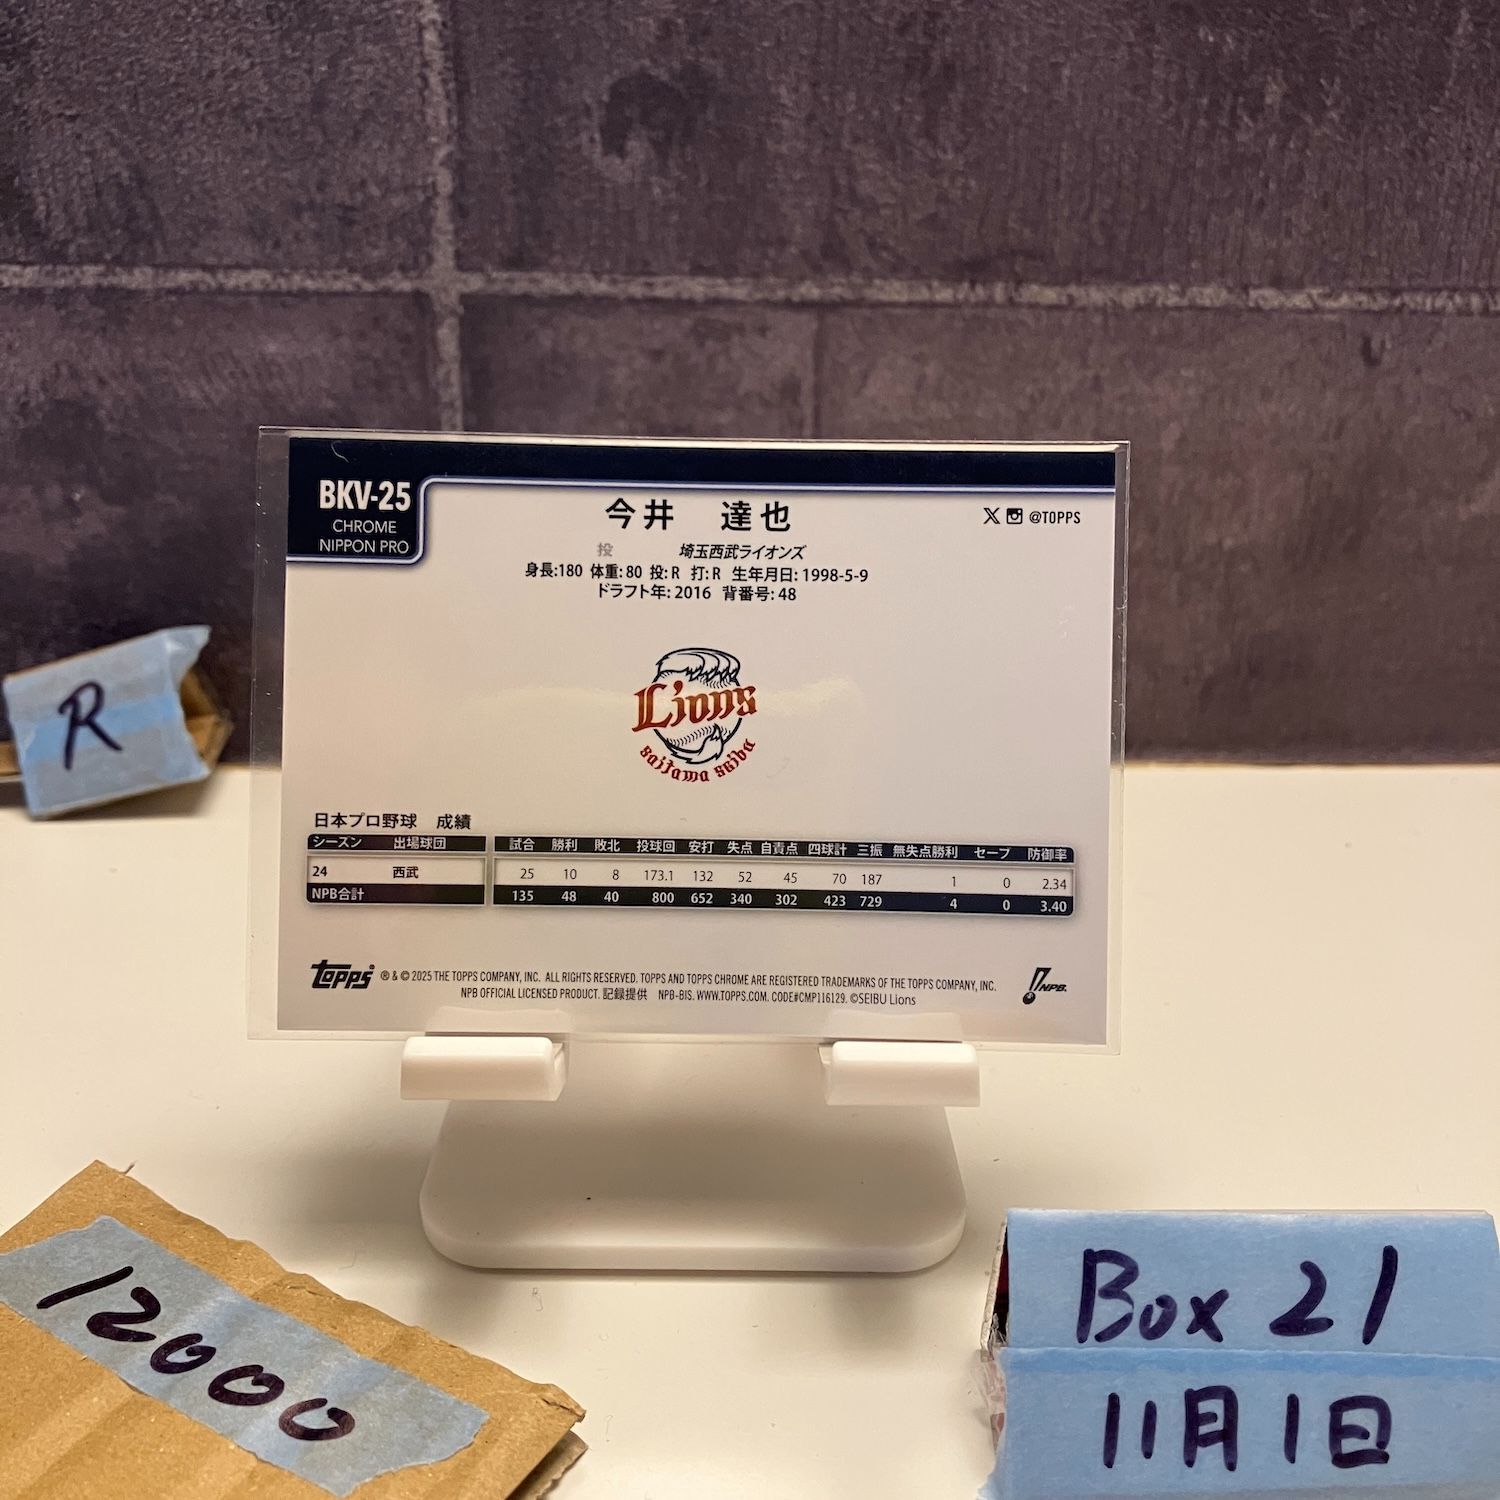 BKV-25
CHROME
NIPPON PRO
今井 達也
投 埼玉西武ライオンズ
身長:180 体重:80 投:R 打:R 生年月日:1998-5-9
ドラフト年:2016 背番号:48
@TOPPS
Lions
Saitama Seibu
日本プロ野球 成績
シーズン 出場球団 試合 勝利 敗北 投球回 安打 失点 自責点 四球計 三振 無失点勝利 セーブ 防御率
24 西武 25 10 8 173.1 132 52 45 70 187 1 0 2.34
NPB合計 135 48 40 800 652 340 302 423 729 4 0 3.40
Topps ® & © 2025 THE TOPPS COMPANY, INC. ALL RIGHTS RESERVED. TOPPS AND TOPPS CHROME ARE REGISTERED TRADEMARKS OF THE TOPPS COMPANY, INC.
NPB OFFICIAL LICENSED PRODUCT. 記録提供 NPB-BIS. WWW.TOPPS.COM. CODE#CMP116129. ©SEIBU Lions
NPB.
R
12000
Box 21
11月1日